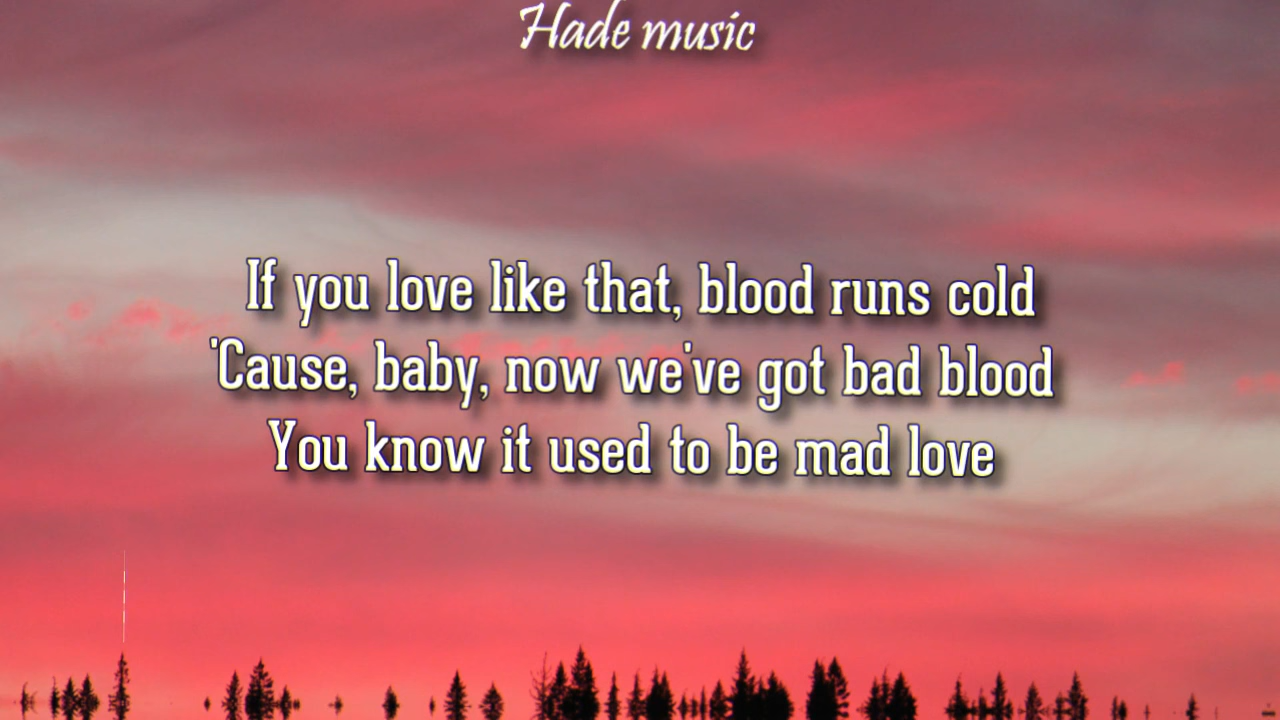 Hade music
If you love like that, blood runs cold
'Cause, baby, now we've got bad blood
You know it used to be mad love